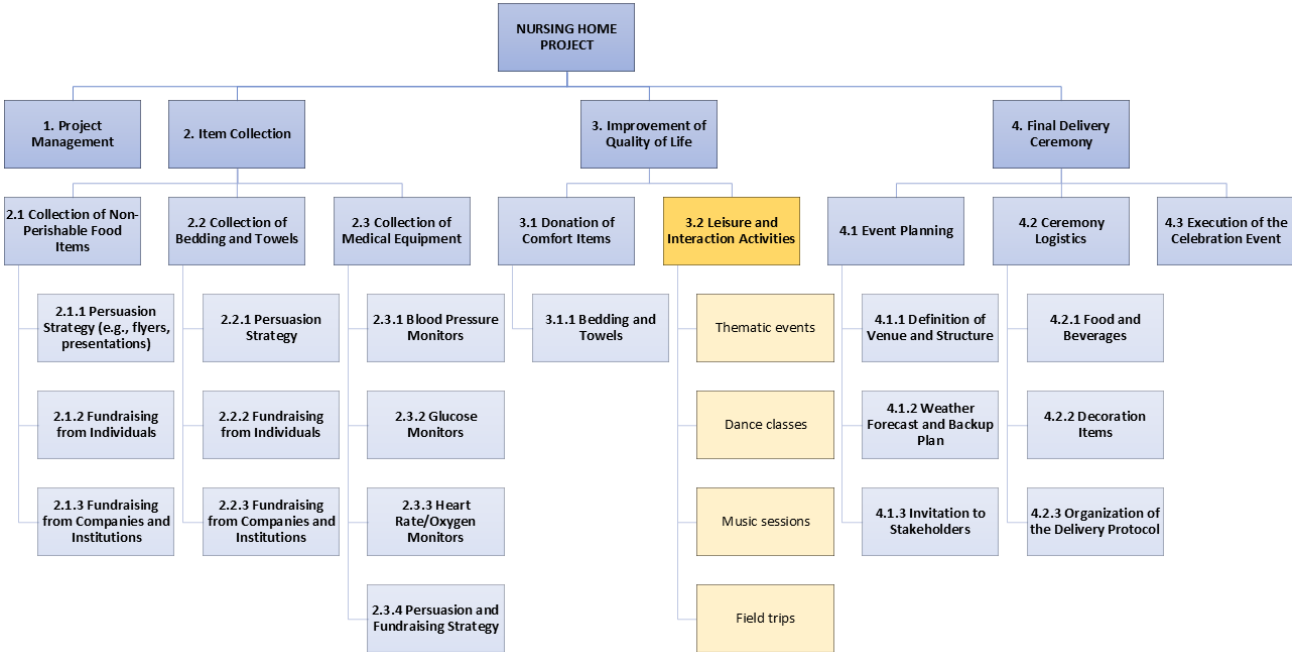 NURSING HOME
PROJECT
1. Project
Management
2. Item Collection
3. Improvement of
Quality of Life
4. Final Delivery
Ceremony
2.1 Collection of Non-
Perishable Food
Items
2.2 Collection of
Bedding and Towels
2.3 Collection of
Medical Equipment
3.1 Donation of
Comfort Items
3.2 Leisure and
Interaction Activities
4.1 Event Planning
4.2 Ceremony
Logistics
4.3 Execution of the
Celebration Event
2.1.1 Persuasion
Strategy (e.g., flyers,
presentations)
2.2.1 Persuasion
Strategy
2.3.1 Blood Pressure
Monitors
3.1.1 Bedding and
Towels
Thematic events
4.1.1 Definition of
Venue and Structure
4.2.1 Food and
Beverages
2.1.2 Fundraising
from Individuals
2.2.2 Fundraising
from Individuals
2.3.2 Glucose
Monitors
Dance classes
4.1.2 Weather
Forecast and Backup
Plan
4.2.2 Decoration
Items
2.1.3 Fundraising
from Companies and
Institutions
2.2.3 Fundraising
from Companies and
Institutions
2.3.3 Heart
Rate/Oxygen
Monitors
Music sessions
4.1.3 Invitation to
Stakeholders
4.2.3 Organization of
the Delivery Protocol
2.3.4 Persuasion and
Fundraising Strategy
Field trips